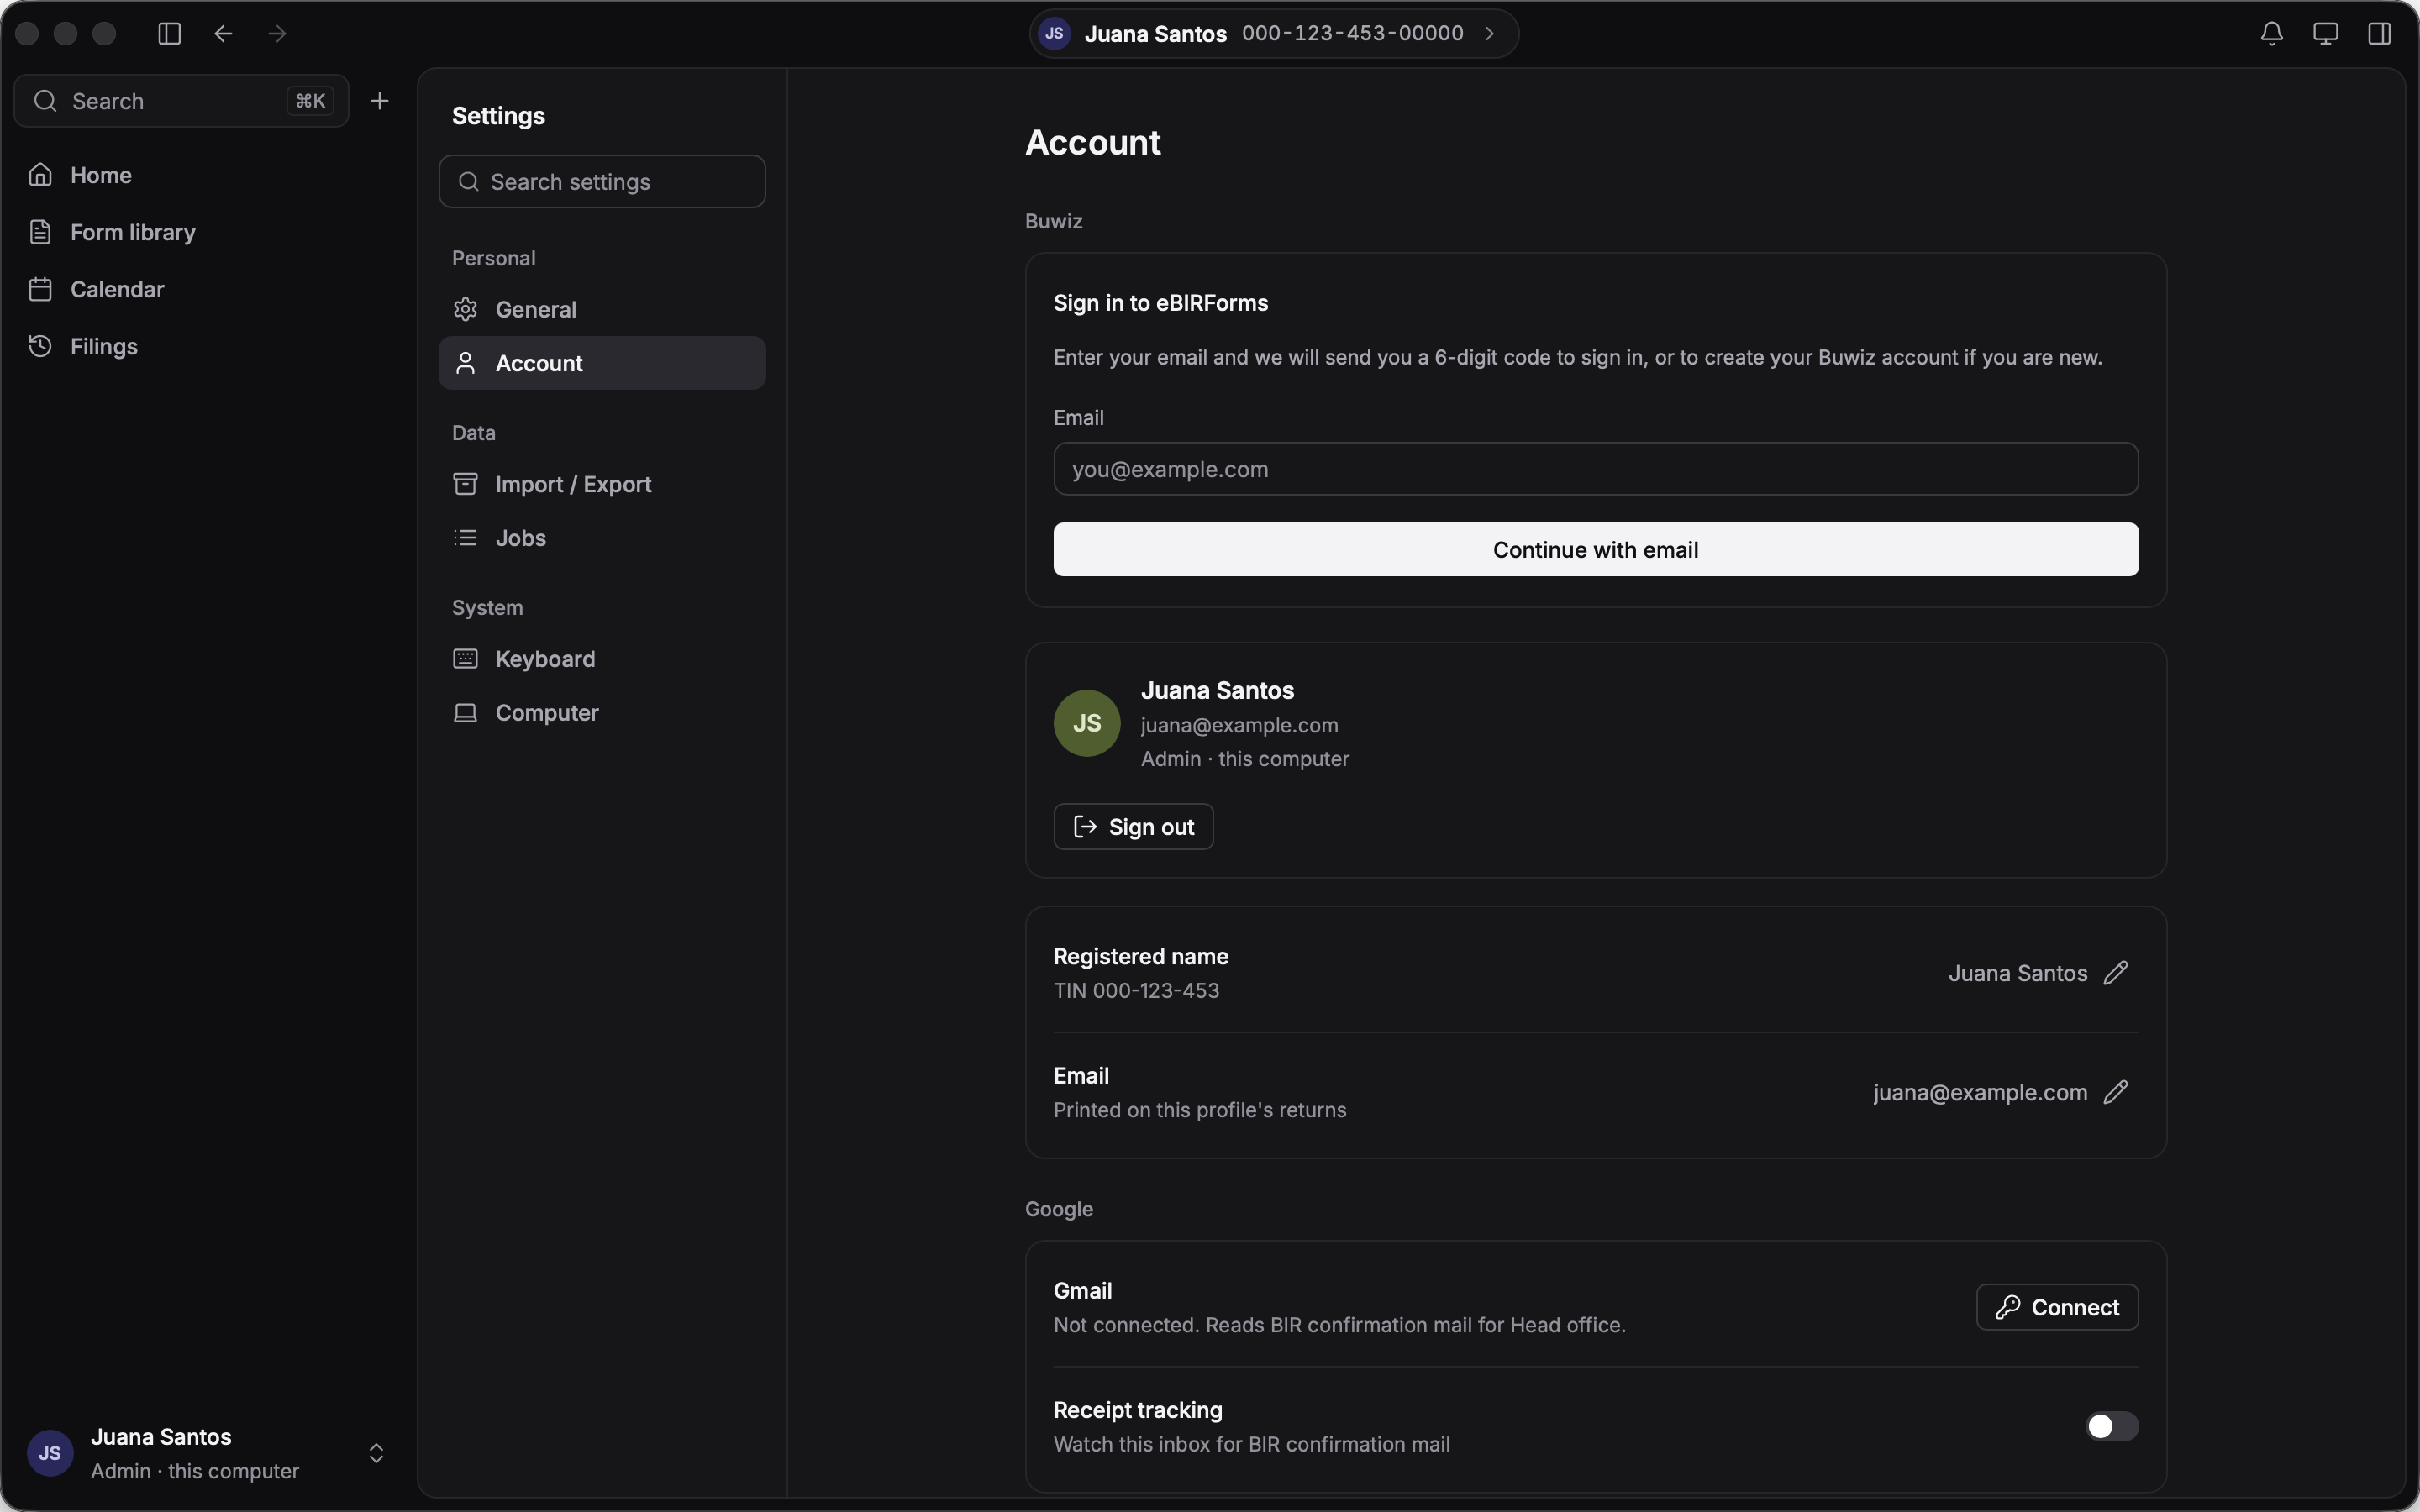 JS Juana Santos 000-123-453-00000
Search ⌘K
Home
Form library
Calendar
Filings
Settings
Search settings
Personal
General
Account
Data
Import / Export
Jobs
System
Keyboard
Computer
Account
Buwiz
Sign in to eBIRForms
Enter your email and we will send you a 6-digit code to sign in, or to create your Buwiz account if you are new.
Email
you@example.com
Continue with email
JS
Juana Santos
juana@example.com
Admin · this computer
Sign out
Registered name
TIN 000-123-453
Juana Santos
Email
Printed on this profile's returns
juana@example.com
Google
Gmail
Not connected. Reads BIR confirmation mail for Head office.
Connect
Receipt tracking
Watch this inbox for BIR confirmation mail
JS
Juana Santos
Admin · this computer